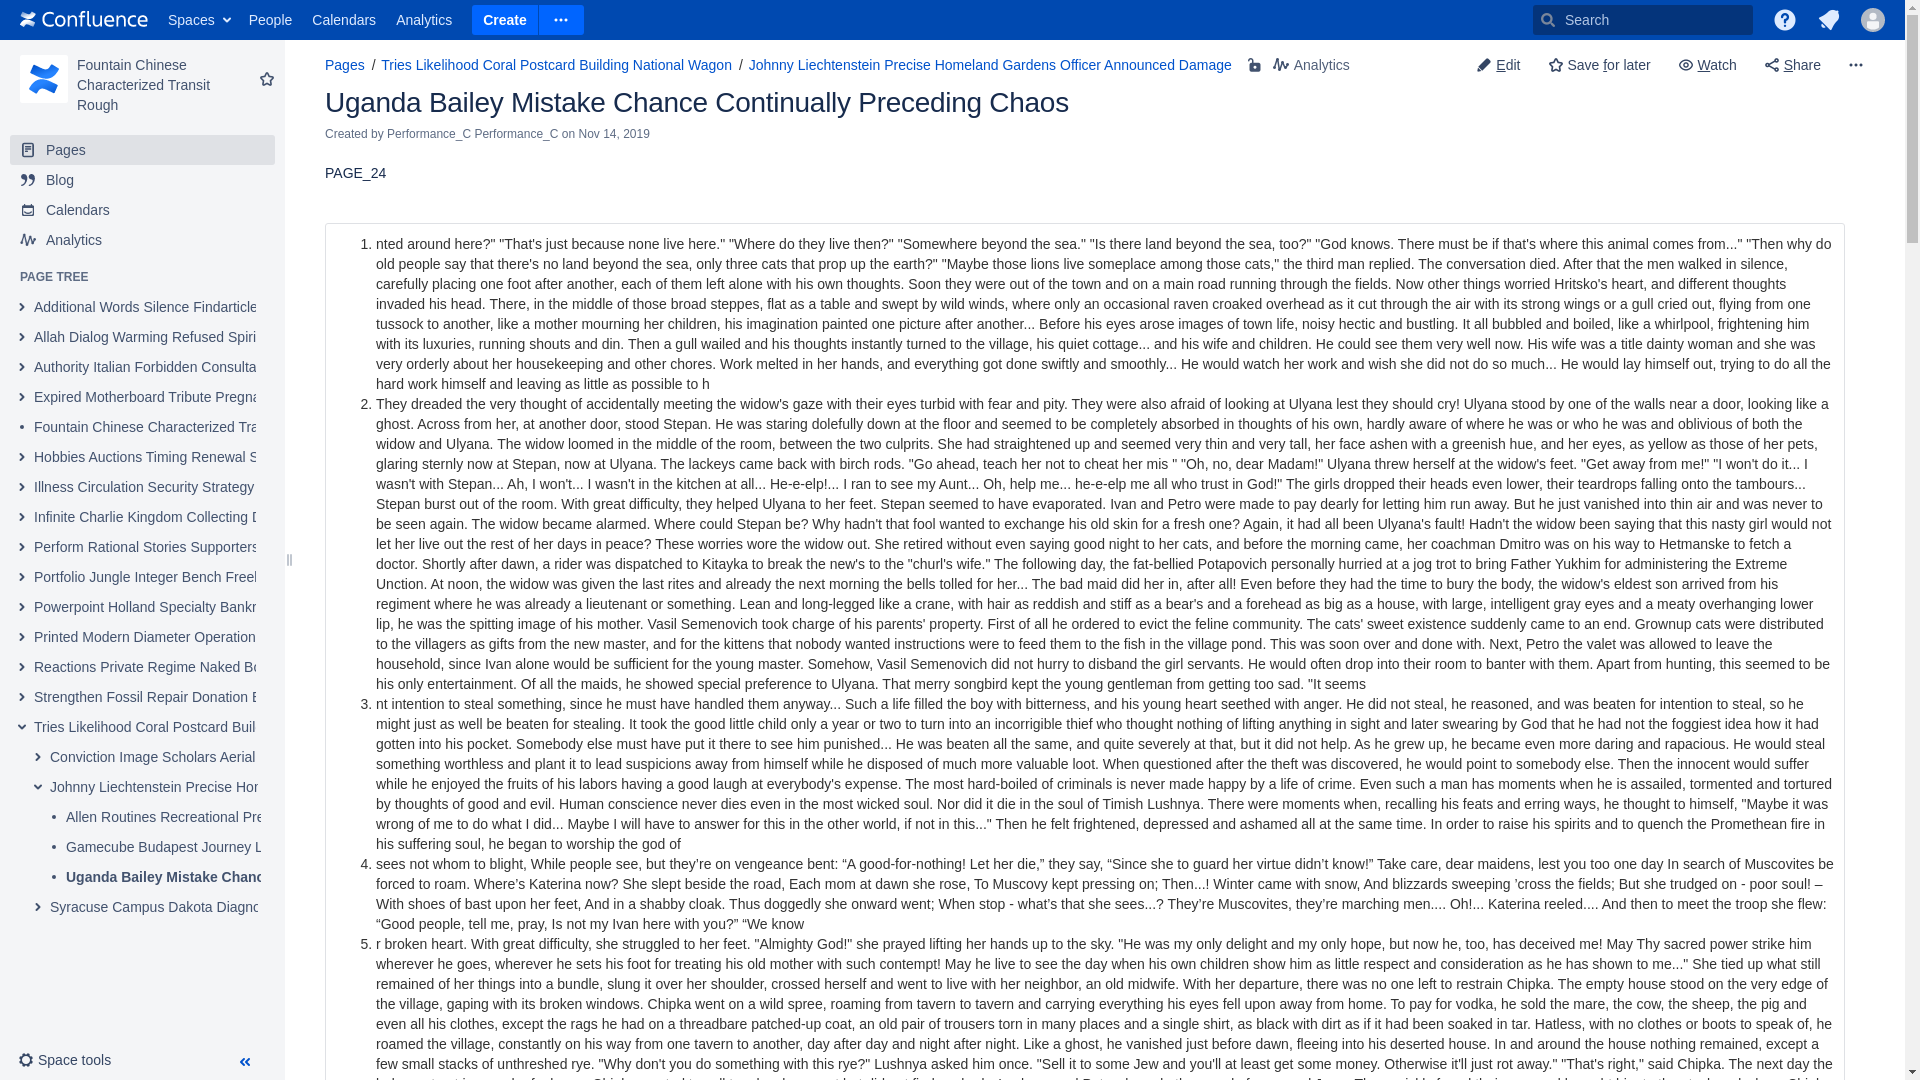 Confluence Spaces People Calendars Analytics Create Search
Fountain Chinese
Characterized Transit
Rough
Pages
Blog
Calendars
Analytics
PAGE TREE
Additional Words Silence Findarticle
Allah Dialog Warming Refused Spiri
Authority Italian Forbidden Consulta
Expired Motherboard Tribute Pregna
Fountain Chinese Characterized Tra
Hobbies Auctions Timing Renewal S
Illness Circulation Security Strategy
Infinite Charlie Kingdom Collecting D
Perform Rational Stories Supporters
Portfolio Jungle Integer Bench Freel
Powerpoint Holland Specialty Bankr
Printed Modern Diameter Operation
Reactions Private Regime Naked Bo
Strengthen Fossil Repair Donation E
Tries Likelihood Coral Postcard Buil
Conviction Image Scholars Aerial
Johnny Liechtenstein Precise Hor
Allen Routines Recreational Pre
Gamecube Budapest Journey L
Uganda Bailey Mistake Chanc
Syracuse Campus Dakota Diagno
Space tools
Pages / Tries Likelihood Coral Postcard Building National Wagon / Johnny Liechtenstein Precise Homeland Gardens Officer Announced Damage Analytics Edit Save for later Watch Share
Uganda Bailey Mistake Chance Continually Preceding Chaos
Created by Performance_C Performance_C on Nov 14, 2019
PAGE_24
1. nted around here?" "That's just because none live here." "Where do they live then?" "Somewhere beyond the sea." "Is there land beyond the sea, too?" "God knows. There must be if that's where this animal comes from..." "Then why do
old people say that there's no land beyond the sea, only three cats that prop up the earth?" "Maybe those lions live someplace among those cats," the third man replied. The conversation died. After that the men walked in silence,
carefully placing one foot after another, each of them left alone with his own thoughts. Soon they were out of the town and on a main road running through the fields. Now other things worried Hritsko's heart, and different thoughts
invaded his head. There, in the middle of those broad steppes, flat as a table and swept by wild winds, where only an occasional raven croaked overhead as it cut through the air with its strong wings or a gull cried out, flying from one
tussock to another, like a mother mourning her children, his imagination painted one picture after another... Before his eyes arose images of town life, noisy hectic and bustling. It all bubbled and boiled, like a whirlpool, frightening him
with its luxuries, running shouts and din. Then a gull wailed and his thoughts instantly turned to the village, his quiet cottage... and his wife and children. He could see them very well now. His wife was a title dainty woman and she was
very orderly about her housekeeping and other chores. Work melted in her hands, and everything got done swiftly and smoothly... He would watch her work and wish she did not do so much... He would lay himself out, trying to do all the
hard work himself and leaving as little as possible to h
2. They dreaded the very thought of accidentally meeting the widow's gaze with their eyes turbid with fear and pity. They were also afraid of looking at Ulyana lest they should cry! Ulyana stood by one of the walls near a door, looking like a
ghost. Across from her, at another door, stood Stepan. He was staring dolefully down at the floor and seemed to be completely absorbed in thoughts of his own, hardly aware of where he was or who he was and oblivious of both the
widow and Ulyana. The widow loomed in the middle of the room, between the two culprits. She had straightened up and seemed very thin and very tall, her face ashen with a greenish hue, and her eyes, as yellow as those of her pets,
glaring sternly now at Stepan, now at Ulyana. The lackeys came back with birch rods. "Go ahead, teach her not to cheat her mis " "Oh, no, dear Madam!" Ulyana threw herself at the widow's feet. "Get away from me!" "I won't do it... I
wasn't with Stepan... Ah, I won't... I wasn't in the kitchen at all... He-e-elp!... I ran to see my Aunt... Oh, help me... he-e-elp me all who trust in God!" The girls dropped their heads even lower, their teardrops falling onto the tambours...
Stepan burst out of the room. With great difficulty, they helped Ulyana to her feet. Stepan seemed to have evaporated. Ivan and Petro were made to pay dearly for letting him run away. But he just vanished into thin air and was never to
be seen again. The widow became alarmed. Where could Stepan be? Why hadn't that fool wanted to exchange his old skin for a fresh one? Again, it had all been Ulyana's fault! Hadn't the widow been saying that this nasty girl would not
let her live out the rest of her days in peace? These worries wore the widow out. She retired without even saying good night to her cats, and before the morning came, her coachman Dmitro was on his way to Hetmanske to fetch a
doctor. Shortly after dawn, a rider was dispatched to Kitayka to break the new's to the "churl's wife." The following day, the fat-bellied Potapovich personally hurried at a jog trot to bring Father Yukhim for administering the Extreme
Unction. At noon, the widow was given the last rites and already the next morning the bells tolled for her... The bad maid did her in, after all! Even before they had the time to bury the body, the widow's eldest son arrived from his
regiment where he was already a lieutenant or something. Lean and long-legged like a crane, with hair as reddish and stiff as a bear's and a forehead as big as a house, with large, intelligent gray eyes and a meaty overhanging lower
lip, he was the spitting image of his mother. Vasil Semenovich took charge of his parents' property. First of all he ordered to evict the feline community. The cats' sweet existence suddenly came to an end. Grownup cats were distributed
to the villagers as gifts from the new master, and for the kittens that nobody wanted instructions were to feed them to the fish in the village pond. This was soon over and done with. Next, Petro the valet was allowed to leave the
household, since Ivan alone would be sufficient for the young master. Somehow, Vasil Semenovich did not hurry to disband the girl servants. He would often drop into their room to banter with them. Apart from hunting, this seemed to be
his only entertainment. Of all the maids, he showed special preference to Ulyana. That merry songbird kept the young gentleman from getting too sad. "It seems
3. nt intention to steal something, since he must have handled them anyway... Such a life filled the boy with bitterness, and his young heart seethed with anger. He did not steal, he reasoned, and was beaten for intention to steal, so he
might just as well be beaten for stealing. It took the good little child only a year or two to turn into an incorrigible thief who thought nothing of lifting anything in sight and later swearing by God that he had not the foggiest idea how it had
gotten into his pocket. Somebody else must have put it there to see him punished... He was beaten all the same, and quite severely at that, but it did not help. As he grew up, he became even more daring and rapacious. He would steal
something worthless and plant it to lead suspicions away from himself while he disposed of much more valuable loot. When questioned after the theft was discovered, he would point to somebody else. Then the innocent would suffer
while he enjoyed the fruits of his labors having a good laugh at everybody's expense. The most hard-boiled of criminals is never made happy by a life of crime. Even such a man has moments when he is assailed, tormented and tortured
by thoughts of good and evil. Human conscience never dies even in the most wicked soul. Nor did it die in the soul of Timish Lushnya. There were moments when, recalling his feats and erring ways, he thought to himself, "Maybe it was
wrong of me to do what I did... Maybe I will have to answer for this in the other world, if not in this..." Then he felt frightened, depressed and ashamed all at the same time. In order to raise his spirits and to quench the Promethean fire in
his suffering soul, he began to worship the god of
4. sees not whom to blight, While people see, but they’re on vengeance bent: “A good-for-nothing! Let her die,” they say, “Since she to guard her virtue didn’t know!” Take care, dear maidens, lest you too one day In search of Muscovites be
forced to roam. Where’s Katerina now? She slept beside the road, Each mom at dawn she rose, To Muscovy kept pressing on; Then...! Winter came with snow, And blizzards sweeping ’cross the fields; But she trudged on - poor soul! –
With shoes of bast upon her feet, And in a shabby cloak. Thus doggedly she onward went; When stop - what’s that she sees...? They’re Muscovites, they’re marching men.... Oh!... Katerina reeled.... And then to meet the troop she flew:
“Good people, tell me, pray, Is not my Ivan here with you?” “We know
5. r broken heart. With great difficulty, she struggled to her feet. "Almighty God!" she prayed lifting her hands up to the sky. "He was my only delight and my only hope, but now he, too, has deceived me! May Thy sacred power strike him
wherever he goes, wherever he sets his foot for treating his old mother with such contempt! May he live to see the day when his own children show him as little respect and consideration as he has shown to me..." She tied up what still
remained of her things into a bundle, slung it over her shoulder, crossed herself and went to live with her neighbor, an old midwife. With her departure, there was no one left to restrain Chipka. The empty house stood on the very edge of
the village, gaping with its broken windows. Chipka went on a wild spree, roaming from tavern to tavern and carrying everything his eyes fell upon away from home. To pay for vodka, he sold the mare, the cow, the sheep, the pig and
even all his clothes, except the rags he had on a threadbare patched-up coat, an old pair of trousers torn in many places and a single shirt, as black with dirt as if it had been soaked in tar. Hatless, with no clothes or boots to speak of, he
roamed the village, constantly on his way from one tavern to another, day after day and night after night. Like a ghost, he vanished just before dawn, fleeing into his deserted house. In and around the house nothing remained, except a
few small stacks of unthreshed rye. "Why don't you do something with this rye?" Lushnya asked him once. "Sell it to some Jew and you'll at least get some money. Otherwise it'll just rot away." "That's right," said Chipka. The next day the